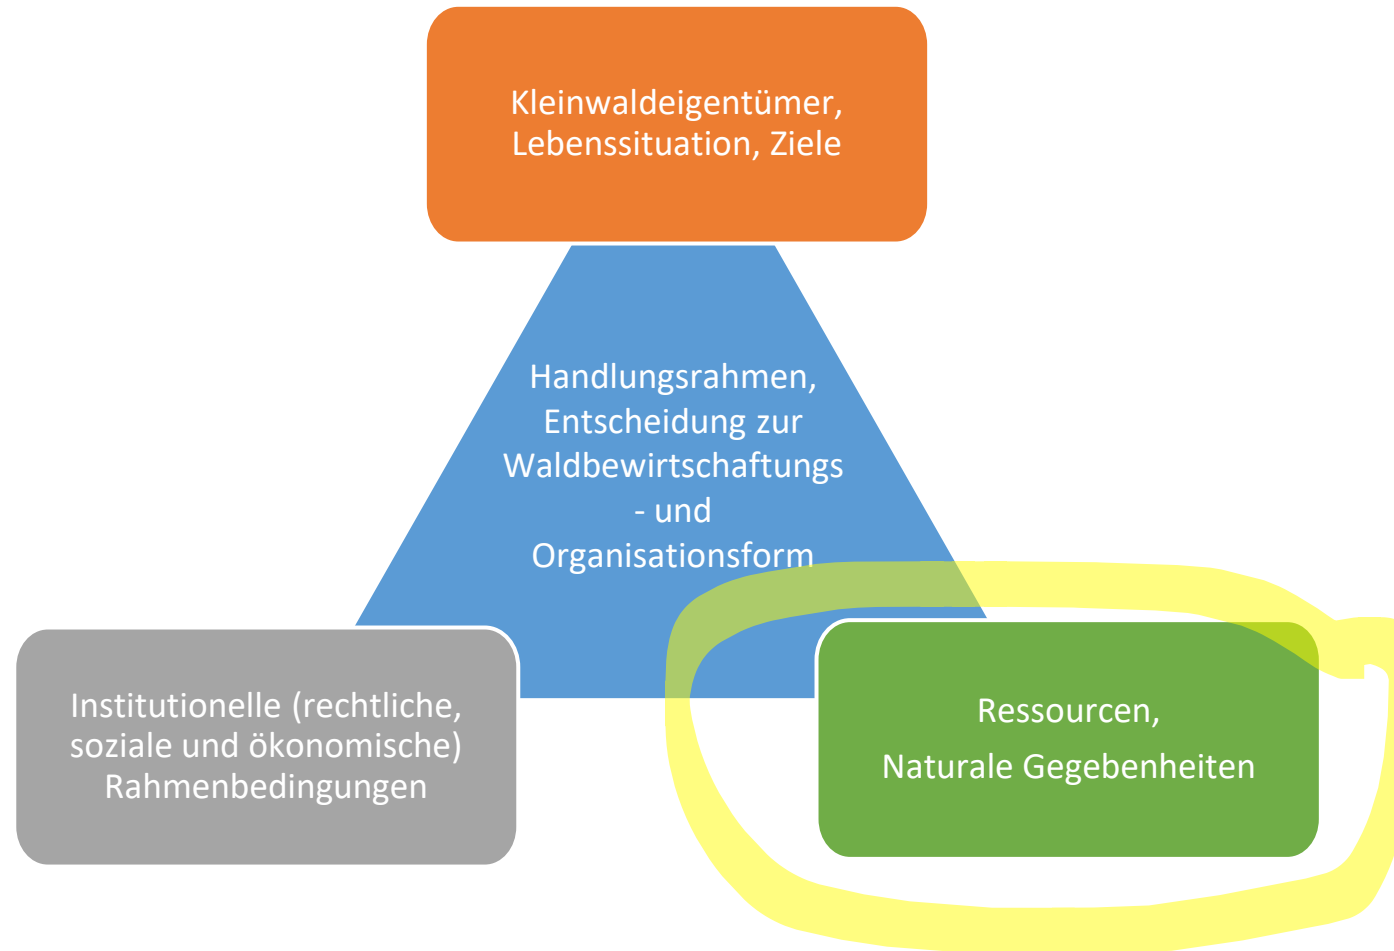 Kleinwaldeigentümer,
Lebenssituation, Ziele
Handlungsrahmen,
Entscheidung zur
Waldbewirtschaftungs
- und
Organisationsform
Institutionelle (rechtliche,
soziale und ökonomische)
Rahmenbedingungen
Ressourcen,
Naturale Gegebenheiten